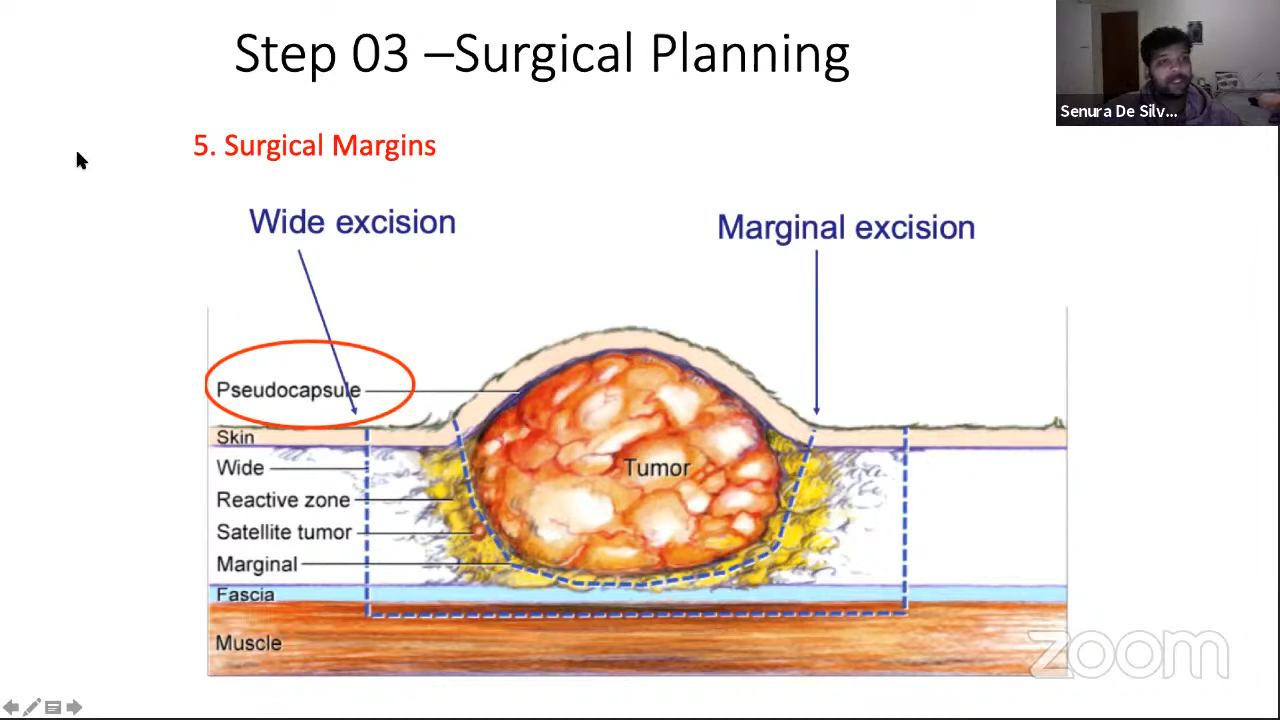 Step 03 –Surgical Planning
Senura De Silv...
5. Surgical Margins
Wide excision
Marginal excision
Pseudocapsule
Skin
Wide
Tumor
Reactive zone
Satellite tumor
Marginal
Fascia
Muscle
zoom